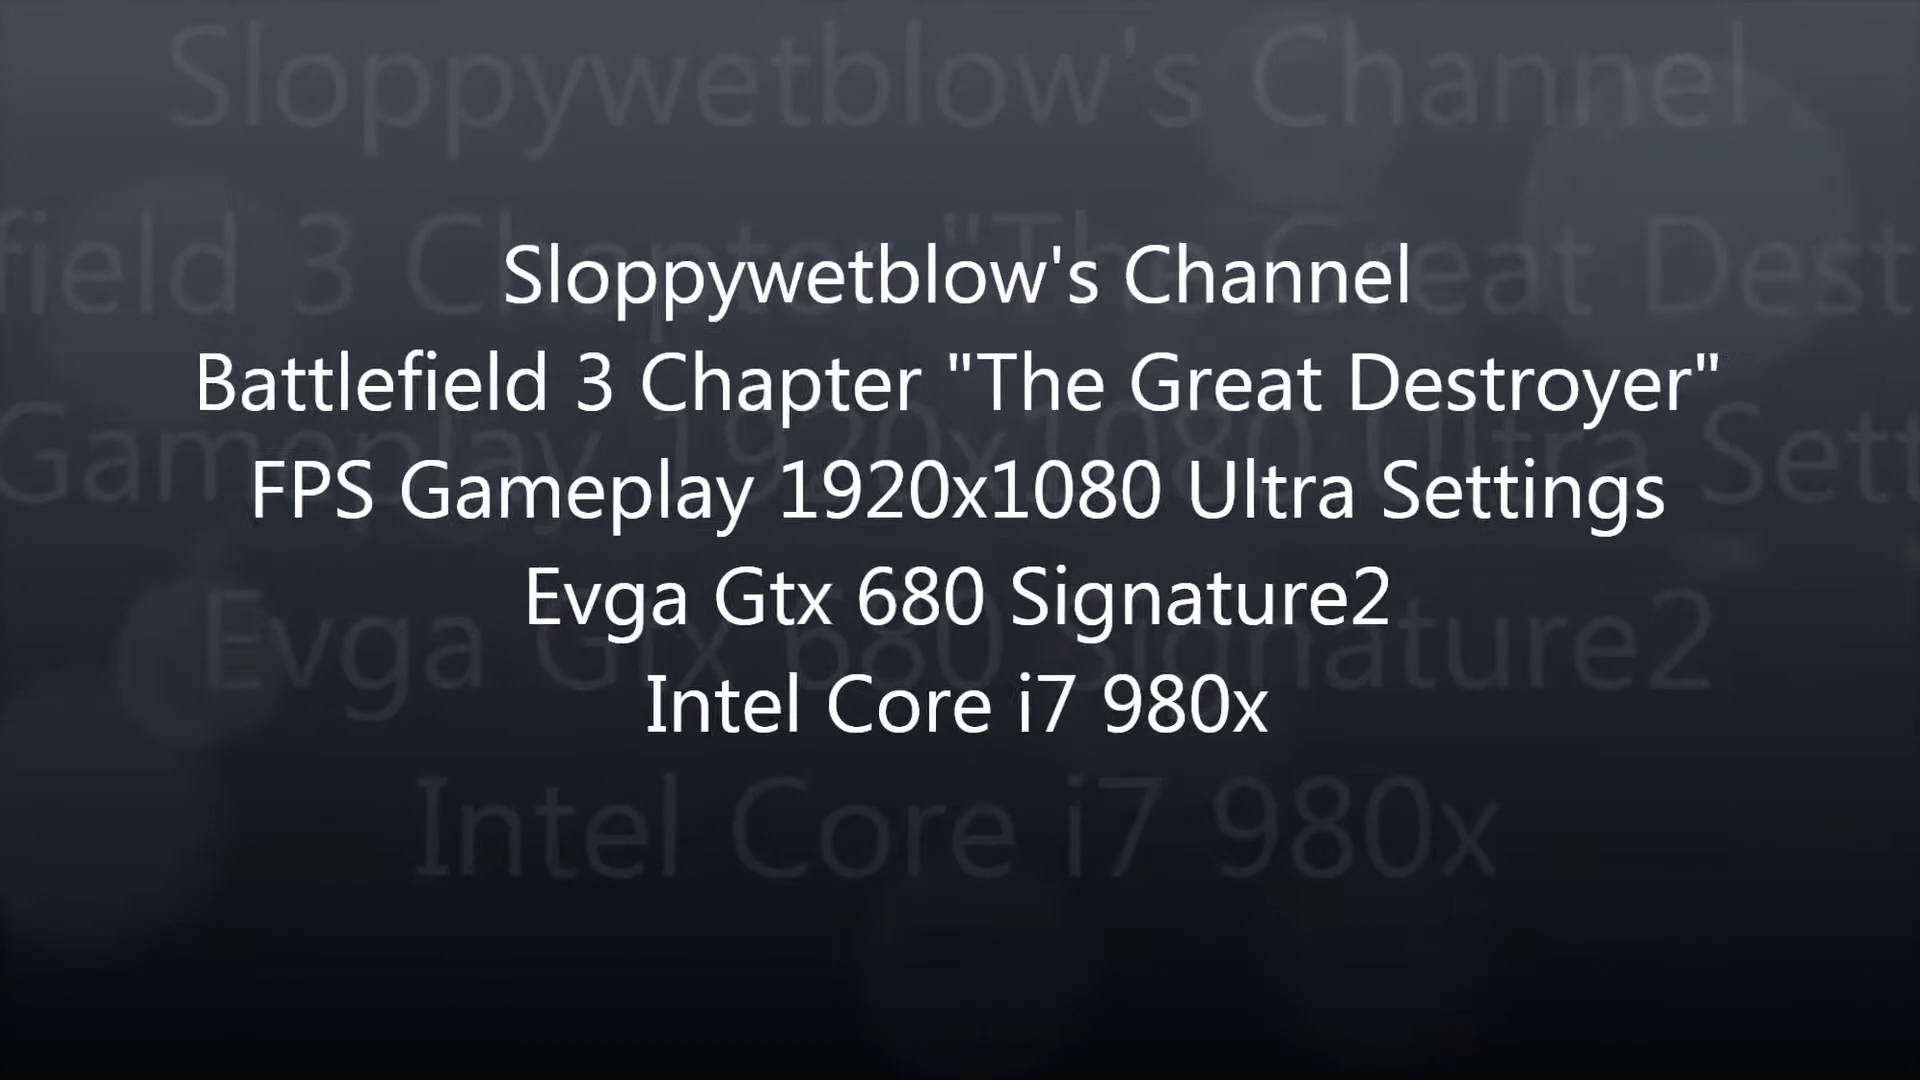 Sloppywetblow's Channel
Battlefield 3 Chapter "The Great Destroyer"
FPS Gameplay 1920x1080 Ultra Settings
Evga Gtx 680 Signature2
Intel Core i7 980x